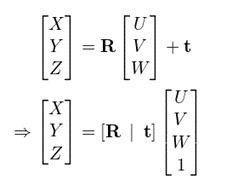 [X Y Z] = R [U V W] + t
⇒ [X Y Z] = [R | t] [U V W 1]